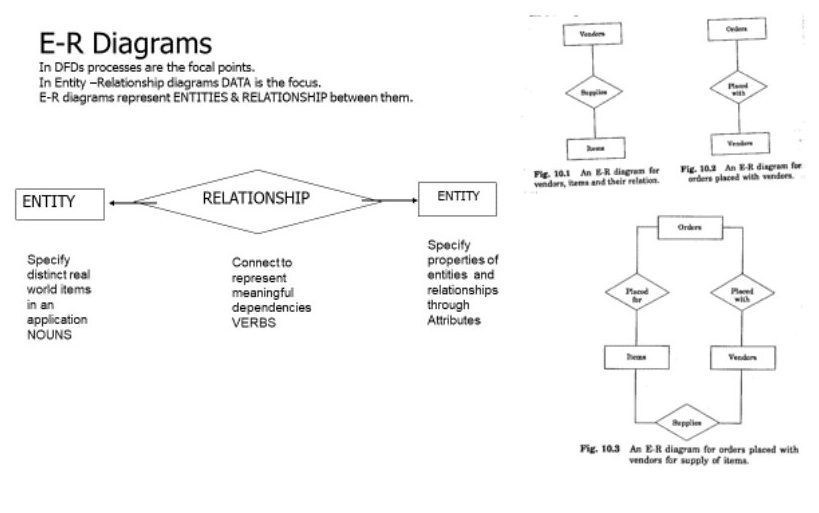 E-R Diagrams
In DFDs processes are the focal points.
In Entity –Relationship diagrams DATA is the focus.
E-R diagrams represent ENTITIES & RELATIONSHIP between them.
ENTITY
RELATIONSHIP
ENTITY
Specify
distinct real
world items
in an
application
NOUNS
Connect to
represent
meaningful
dependencies
VERBS
Specify
properties of
entities and
relationships
through
Attributes
Vendors
Supplies
Items
Fig. 10.1 An E-R diagram for
vendors, items and their relation.
Orders
Placed
with
Vendors
Fig. 10.2 An E-R diagram for
orders placed with vendors.
Orders
Placed
for
Placed
with
Items
Vendors
Supplies
Fig. 10.3 An E-R diagram for orders placed with
vendors for supply of items.